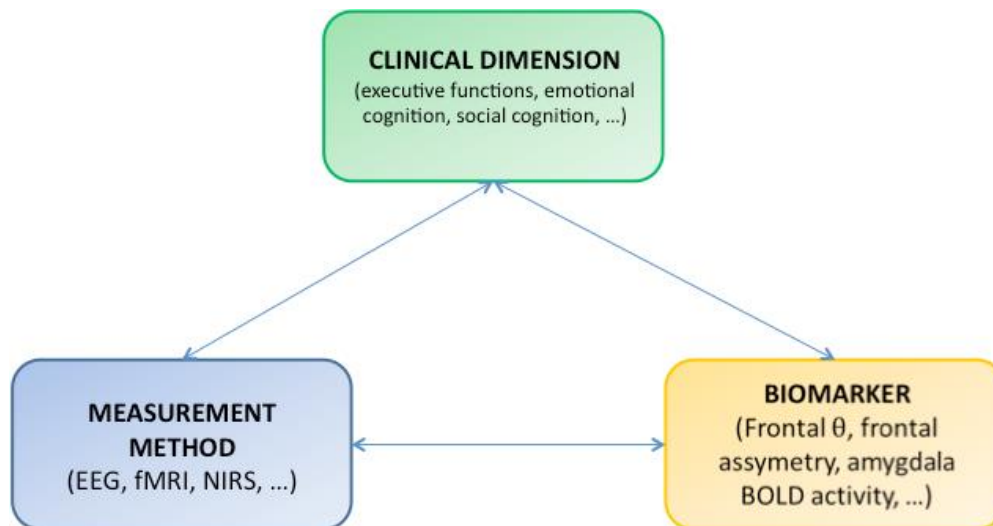 CLINICAL DIMENSION
(executive functions, emotional
cognition, social cognition, ...)
MEASUREMENT
METHOD
(EEG, fMRI, NIRS, ...)
BIOMARKER
(Frontal θ, frontal
assymetry, amygdala
BOLD activity, ...)